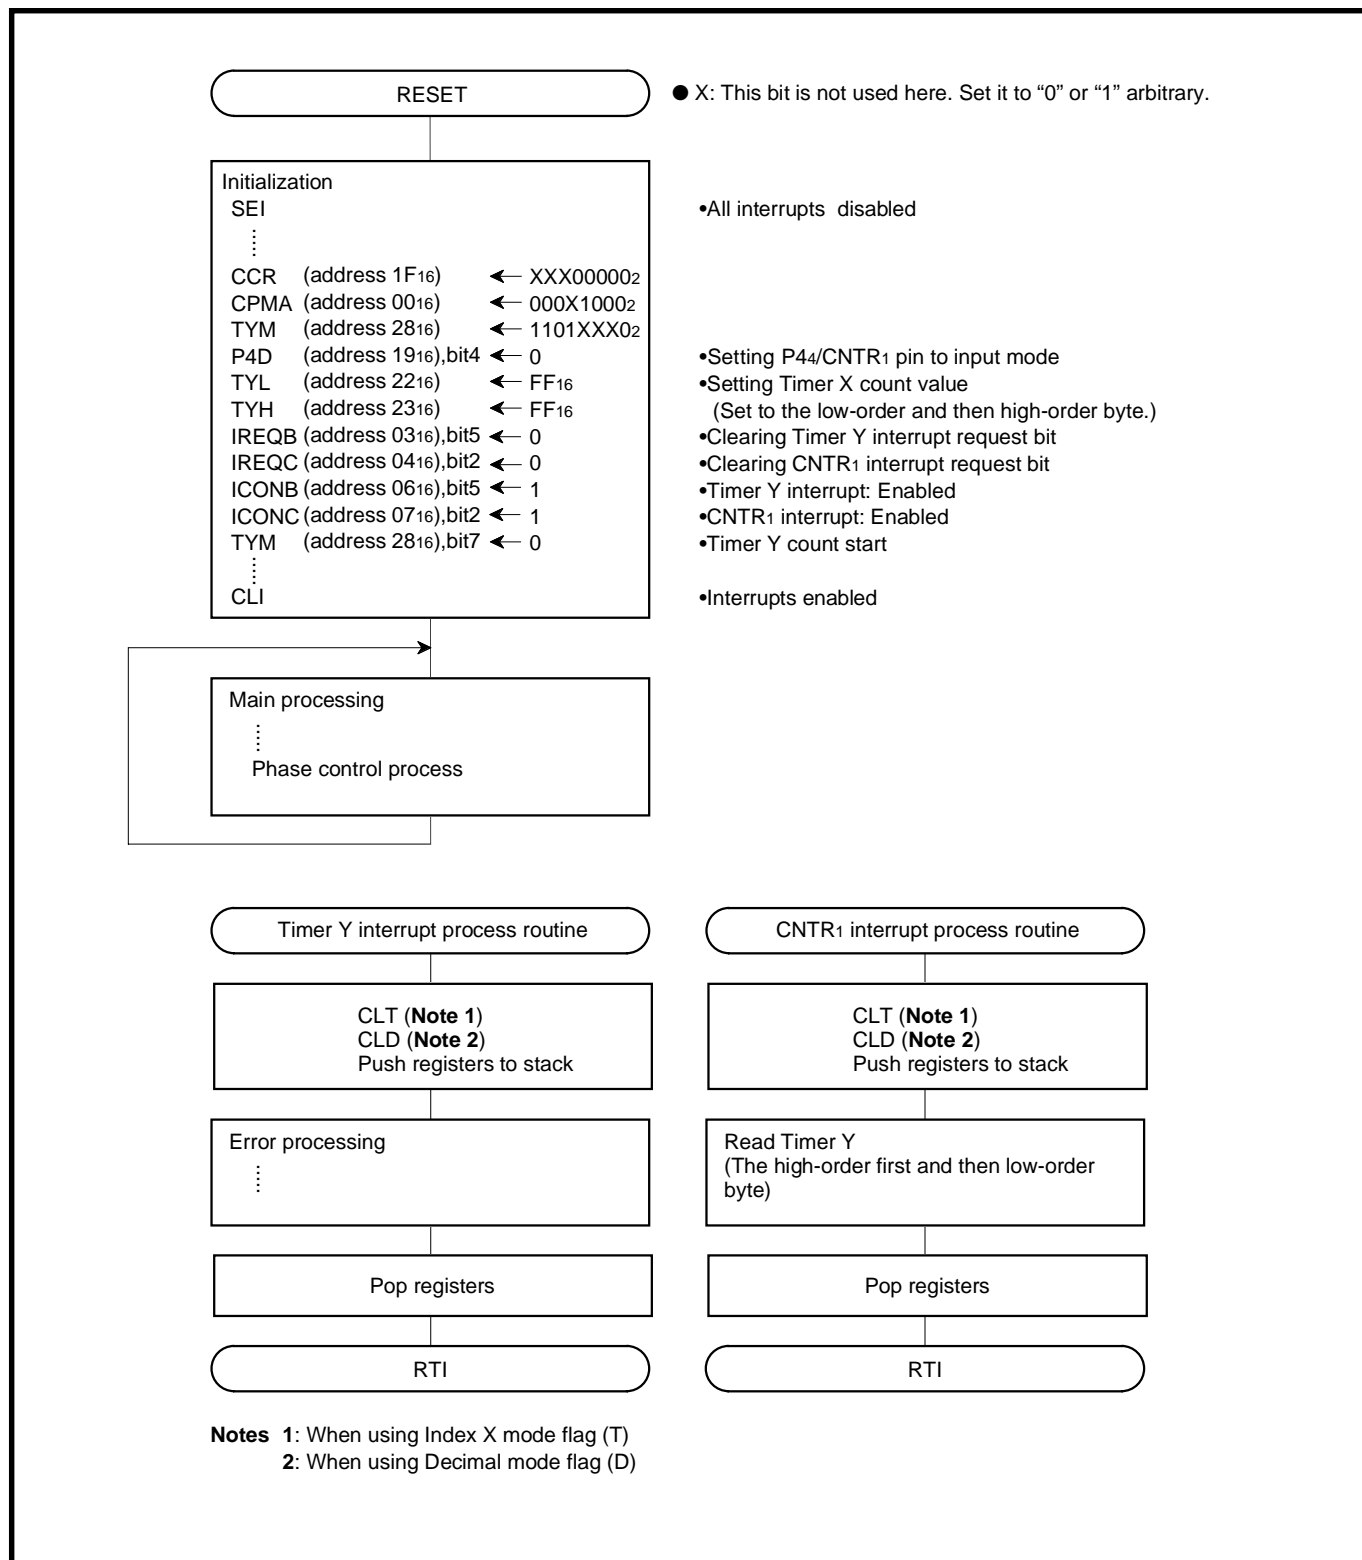 RESET
● X: This bit is not used here. Set it to “0” or “1” arbitrary.
Initialization
SEI
•All interrupts disabled
CCR (address 1F16) ← XXX000002
CPMA (address 0016) ← 000X10002
TYM (address 2816) ← 1101XXX02
P4D (address 1916),bit4 ← 0
•Setting P44/CNTR1 pin to input mode
TYL (address 2216) ← FF16
•Setting Timer X count value
TYH (address 2316) ← FF16
(Set to the low-order and then high-order byte.)
IREQB (address 0316),bit5 ← 0
•Clearing Timer Y interrupt request bit
IREQC (address 0416),bit2 ← 0
•Clearing CNTR1 interrupt request bit
ICONB (address 0616),bit5 ← 1
•Timer Y interrupt: Enabled
ICONC (address 0716),bit2 ← 1
•CNTR1 interrupt: Enabled
TYM (address 2816),bit7 ← 0
•Timer Y count start
CLI
•Interrupts enabled
Main processing
Phase control process
Timer Y interrupt process routine
CLT (Note 1)
CLD (Note 2)
Push registers to stack
Error processing
Pop registers
RTI
CNTR1 interrupt process routine
CLT (Note 1)
CLD (Note 2)
Push registers to stack
Read Timer Y
(The high-order first and then low-order
byte)
Pop registers
RTI
Notes 1: When using Index X mode flag (T)
2: When using Decimal mode flag (D)